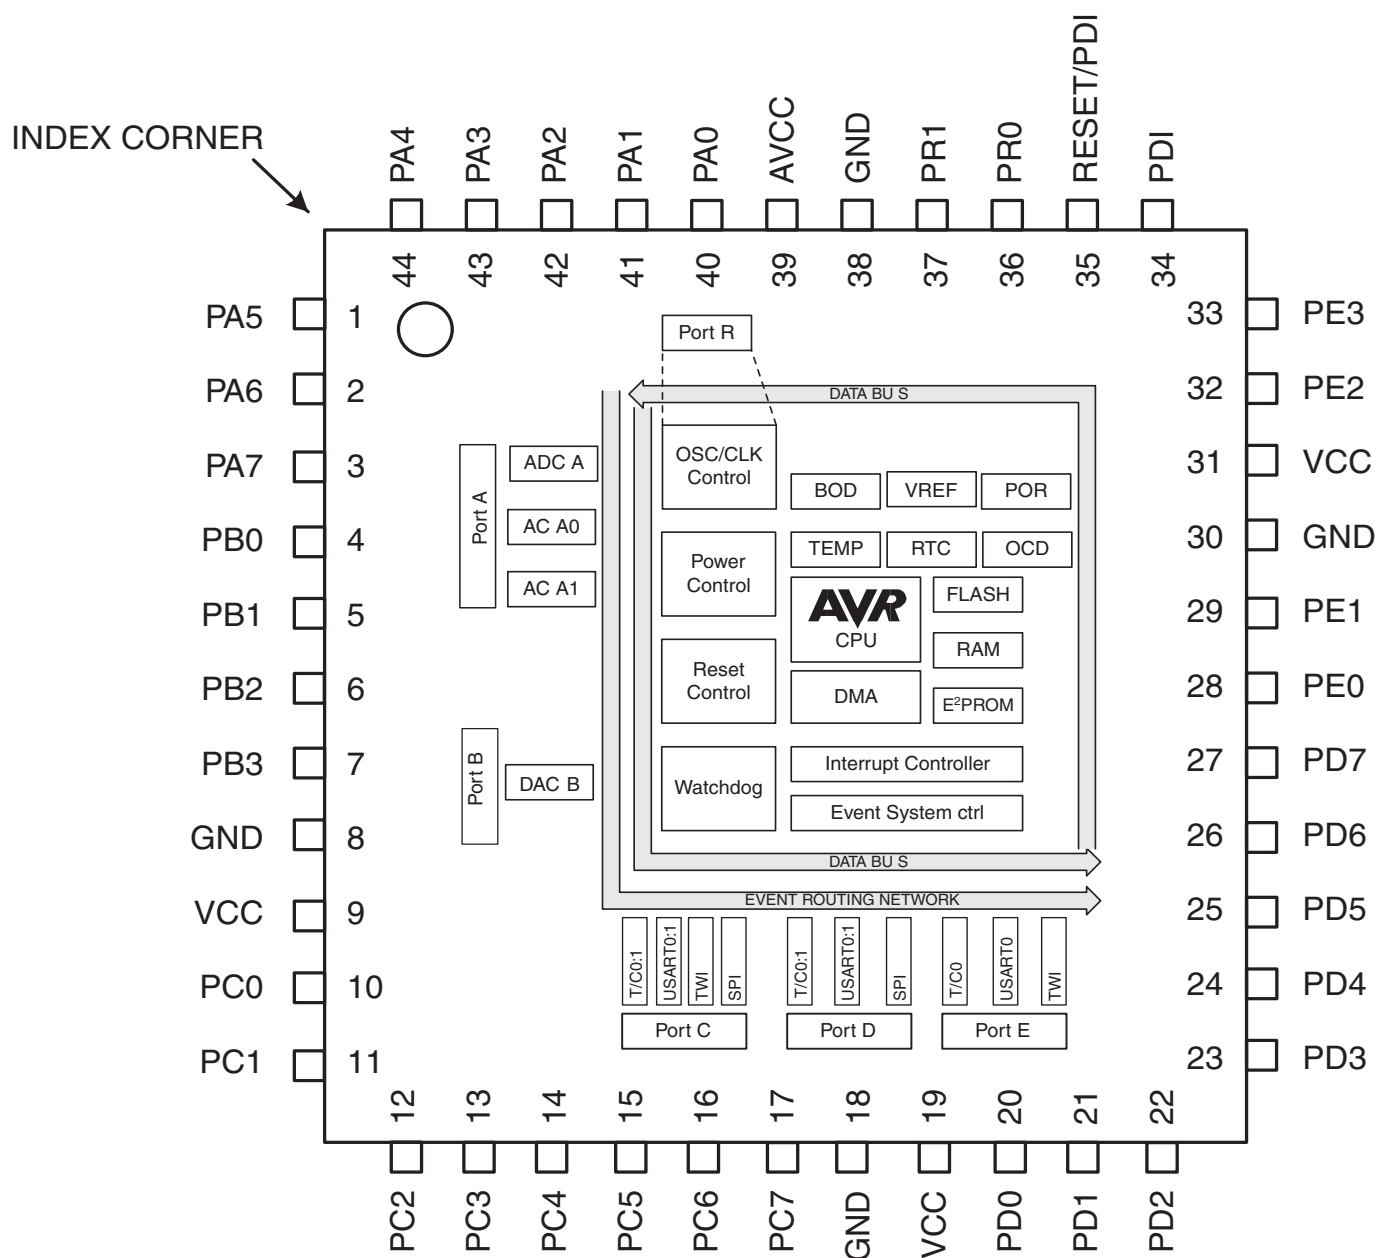 INDEX CORNER
PA4
PA3
PA2
PA1
PA0
AVCC
GND
PR1
PR0
RESET/PDI
PDI
44
43
42
41
40
39
38
37
36
35
34
PA5
1
PA6
2
PA7
3
PB0
4
PB1
5
PB2
6
PB3
7
GND
8
VCC
9
PC0
10
PC1
11
33
PE3
32
PE2
31
VCC
30
GND
29
PE1
28
PE0
27
PD7
26
PD6
25
PD5
24
PD4
23
PD3
Port R
DATA BU S
OSC/CLK
Control
BOD
VREF
POR
Power
Control
TEMP
RTC
OCD
AVR
CPU
FLASH
RAM
Reset
Control
DMA
E²PROM
Watchdog
Interrupt Controller
Event System ctrl
DATA BU S
EVENT ROUTING NETWORK
Port A
ADC A
AC A0
AC A1
Port B
DAC B
T/C0:1
USART0:1
TWI
SPI
T/C0:1
USART0:1
SPI
T/C0
USART0
TWI
Port C
Port D
Port E
12
13
14
15
16
17
18
19
20
21
22
PC2
PC3
PC4
PC5
PC6
PC7
GND
VCC
PD0
PD1
PD2